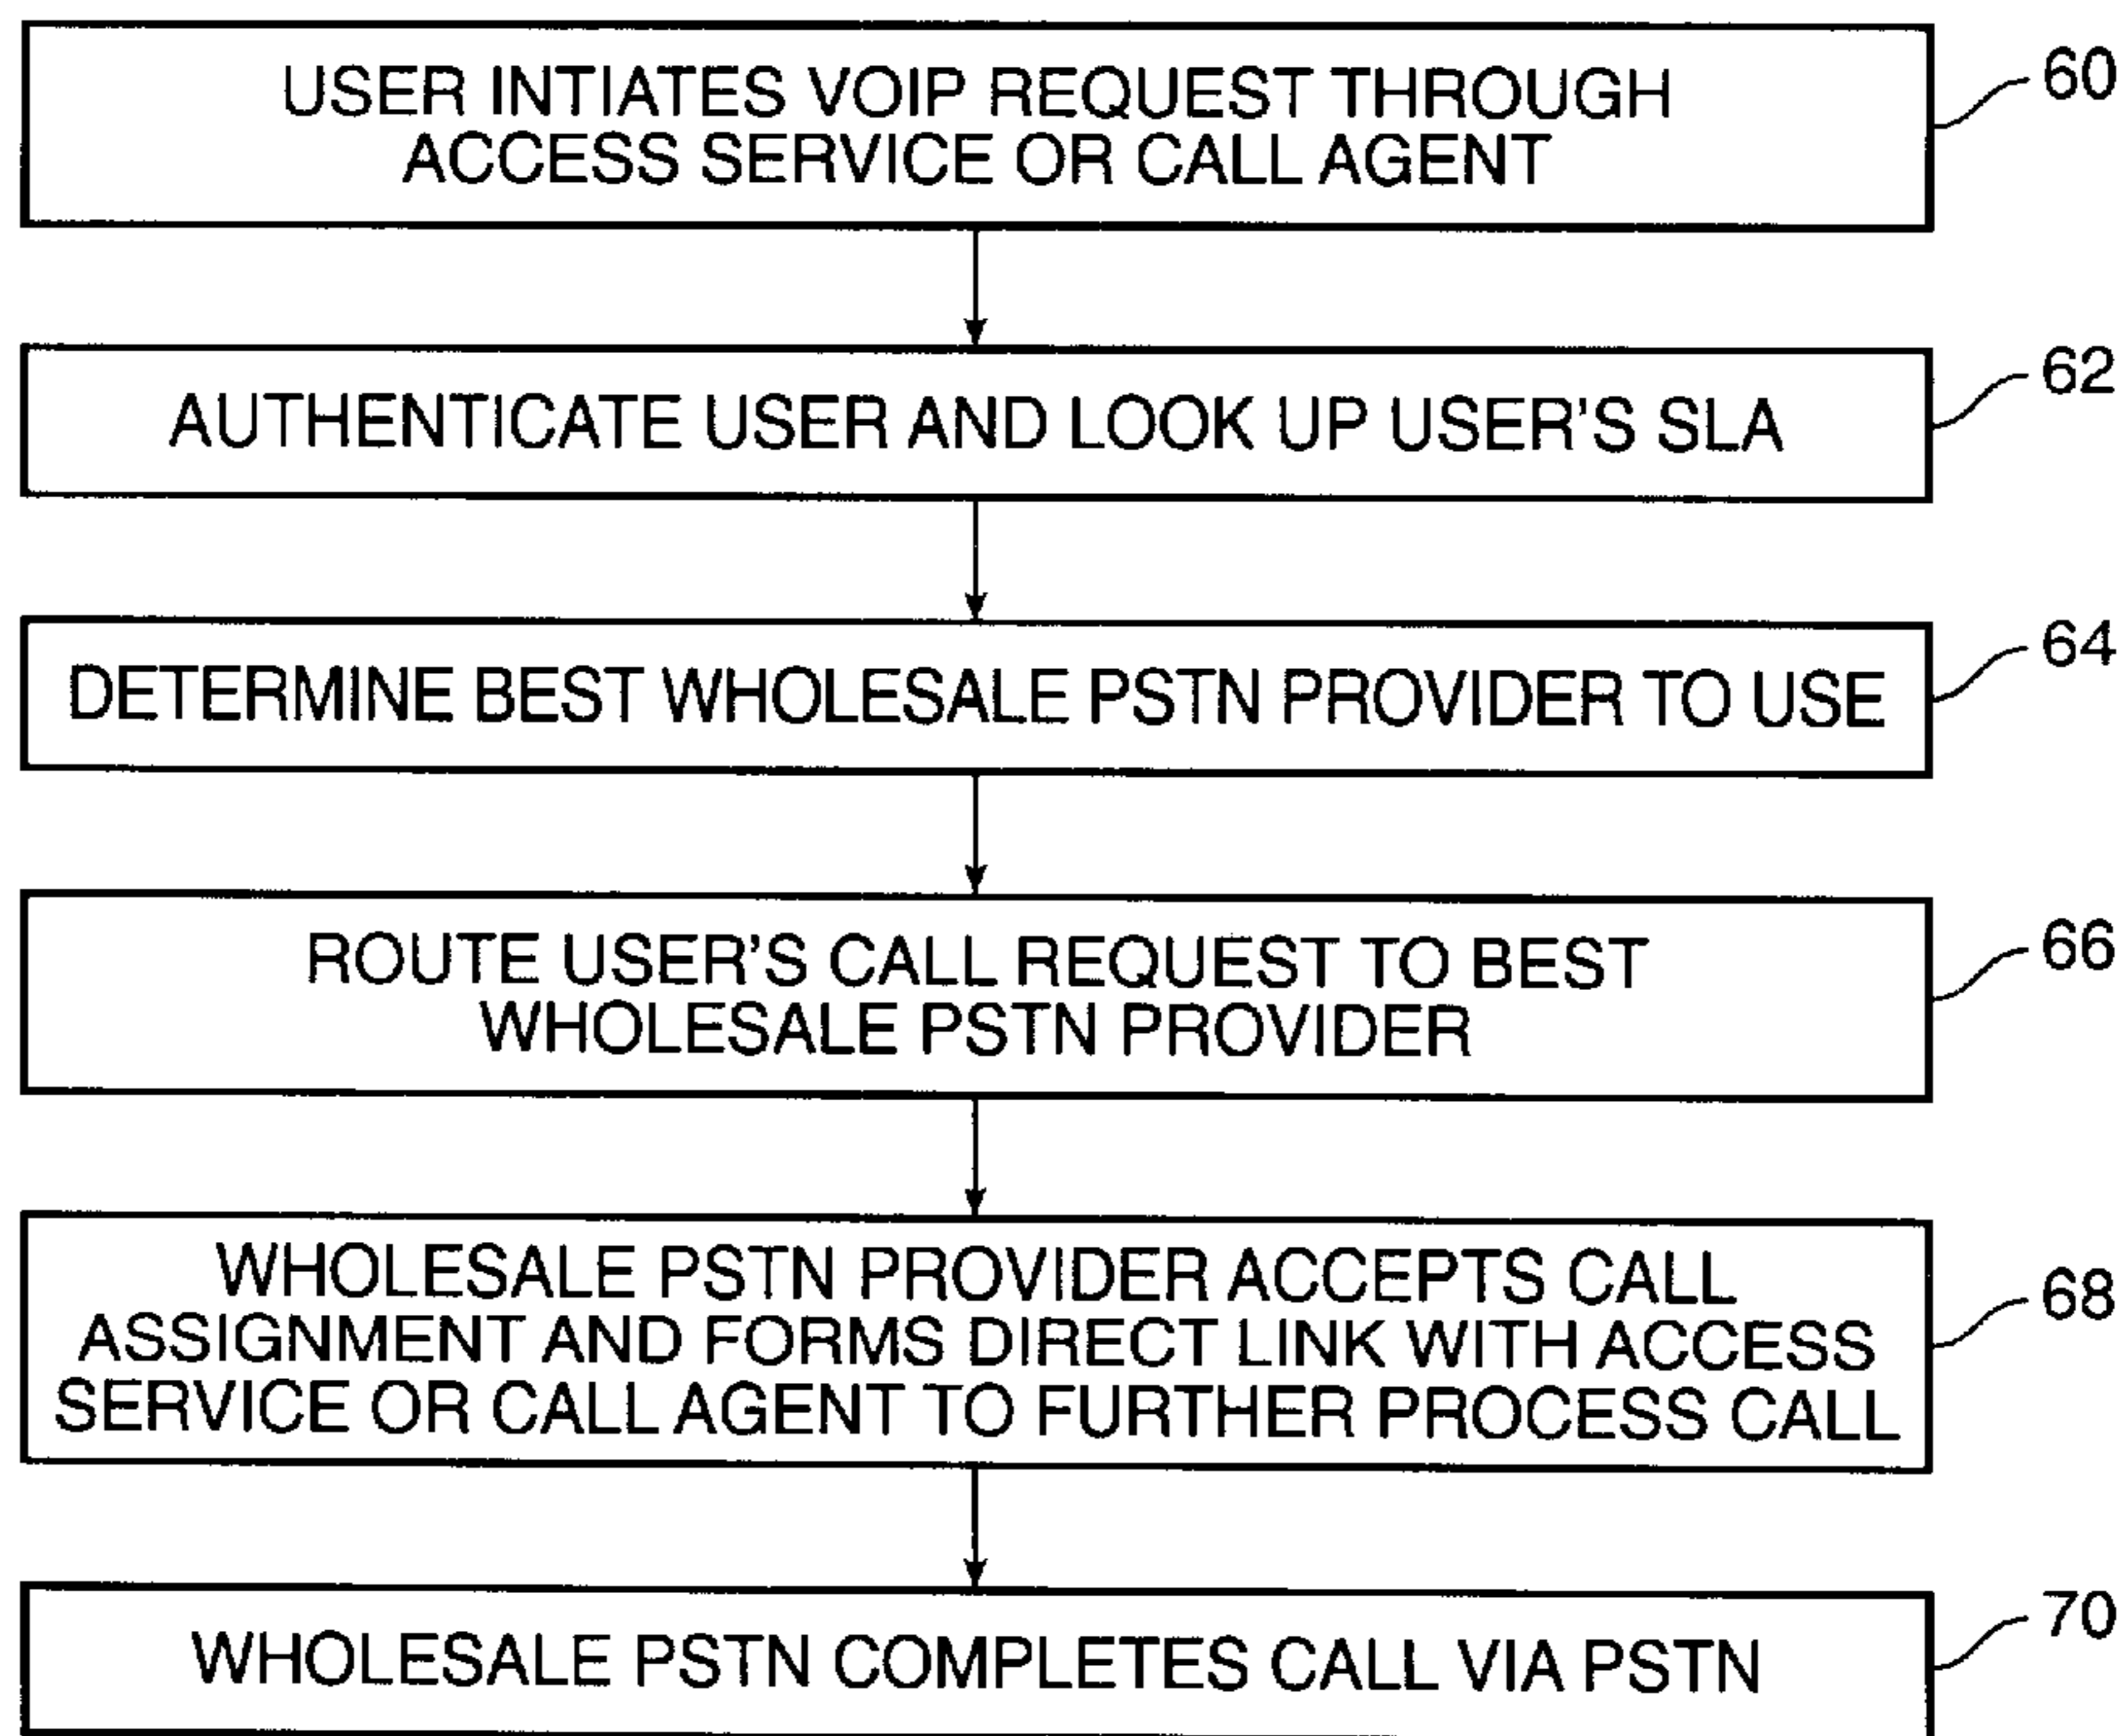 USER INTIATES VOIP REQUEST THROUGH
ACCESS SERVICE OR CALL AGENT
60
AUTHENTICATE USER AND LOOK UP USER'S SLA
62
DETERMINE BEST WHOLESALE PSTN PROVIDER TO USE
64
ROUTE USER'S CALL REQUEST TO BEST
WHOLESALE PSTN PROVIDER
66
WHOLESALE PSTN PROVIDER ACCEPTS CALL
ASSIGNMENT AND FORMS DIRECT LINK WITH ACCESS
SERVICE OR CALL AGENT TO FURTHER PROCESS CALL
68
WHOLESALE PSTN COMPLETES CALL VIA PSTN
70